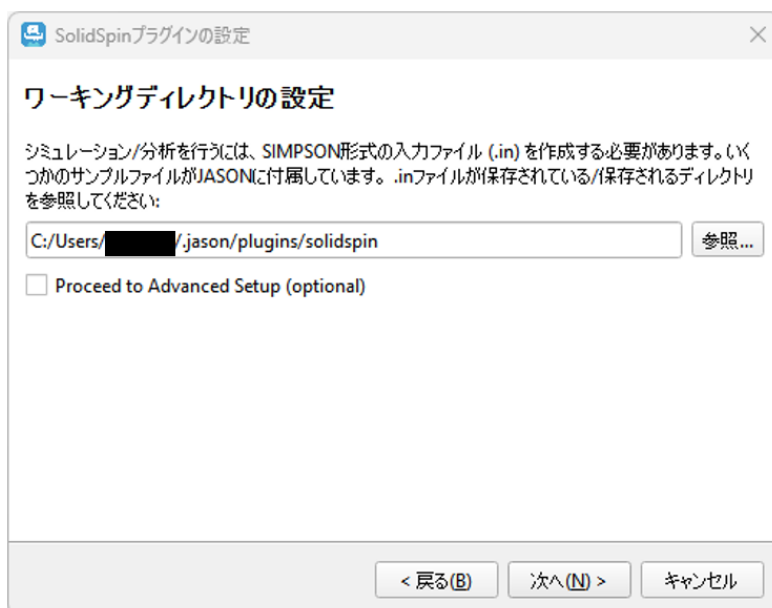 SolidSpinプラグインの設定
ワーキングディレクトリの設定
シミュレーション/分析を行うには、SIMPSON形式の入力ファイル (.in) を作成する必要があります。いく
つかのサンプルファイルがJASONに付属しています。 .inファイルが保存されている/保存されるディレクトリ
を参照してください:
C:/Users/ /.jason/plugins/solidspin
参照...
Proceed to Advanced Setup (optional)
< 戻る(B)
次へ(N) >
キャンセル